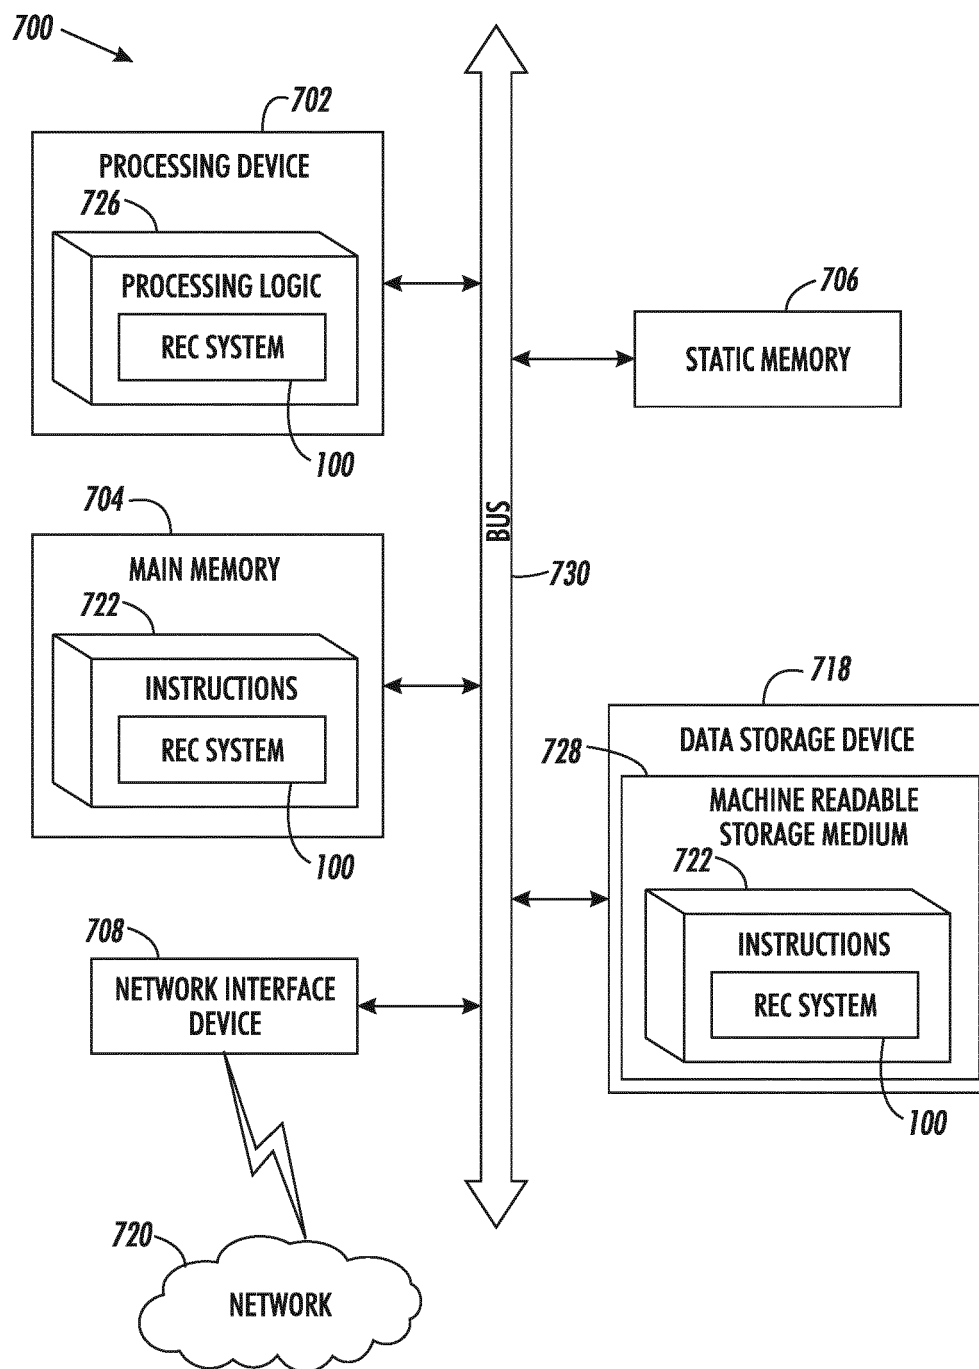 700
702
PROCESSING DEVICE
726
PROCESSING LOGIC
REC SYSTEM
100
706
STATIC MEMORY
704
MAIN MEMORY
722
INSTRUCTIONS
REC SYSTEM
100
BUS
730
718
DATA STORAGE DEVICE
728
MACHINE READABLE
STORAGE MEDIUM
722
INSTRUCTIONS
REC SYSTEM
100
708
NETWORK INTERFACE
DEVICE
720
NETWORK